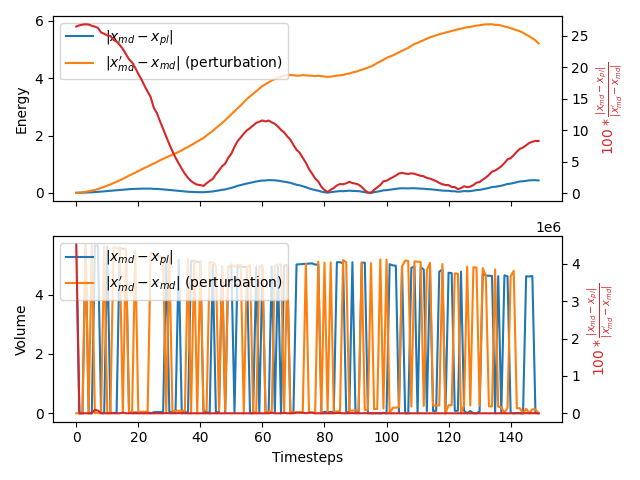 |x_md − x_pl|
|x'_md − x_md| (perturbation)
Energy
6
4
2
0
25
20
15
10
5
0
100 * |x_md − x_pl| / |x'_md − x_md|
1e6
|x_md − x_pl|
|x'_md − x_md| (perturbation)
Volume
4
2
0
4
3
2
1
0
100 * |x_md − x_pl| / |x'_md − x_md|
0 20 40 60 80 100 120 140
Timesteps